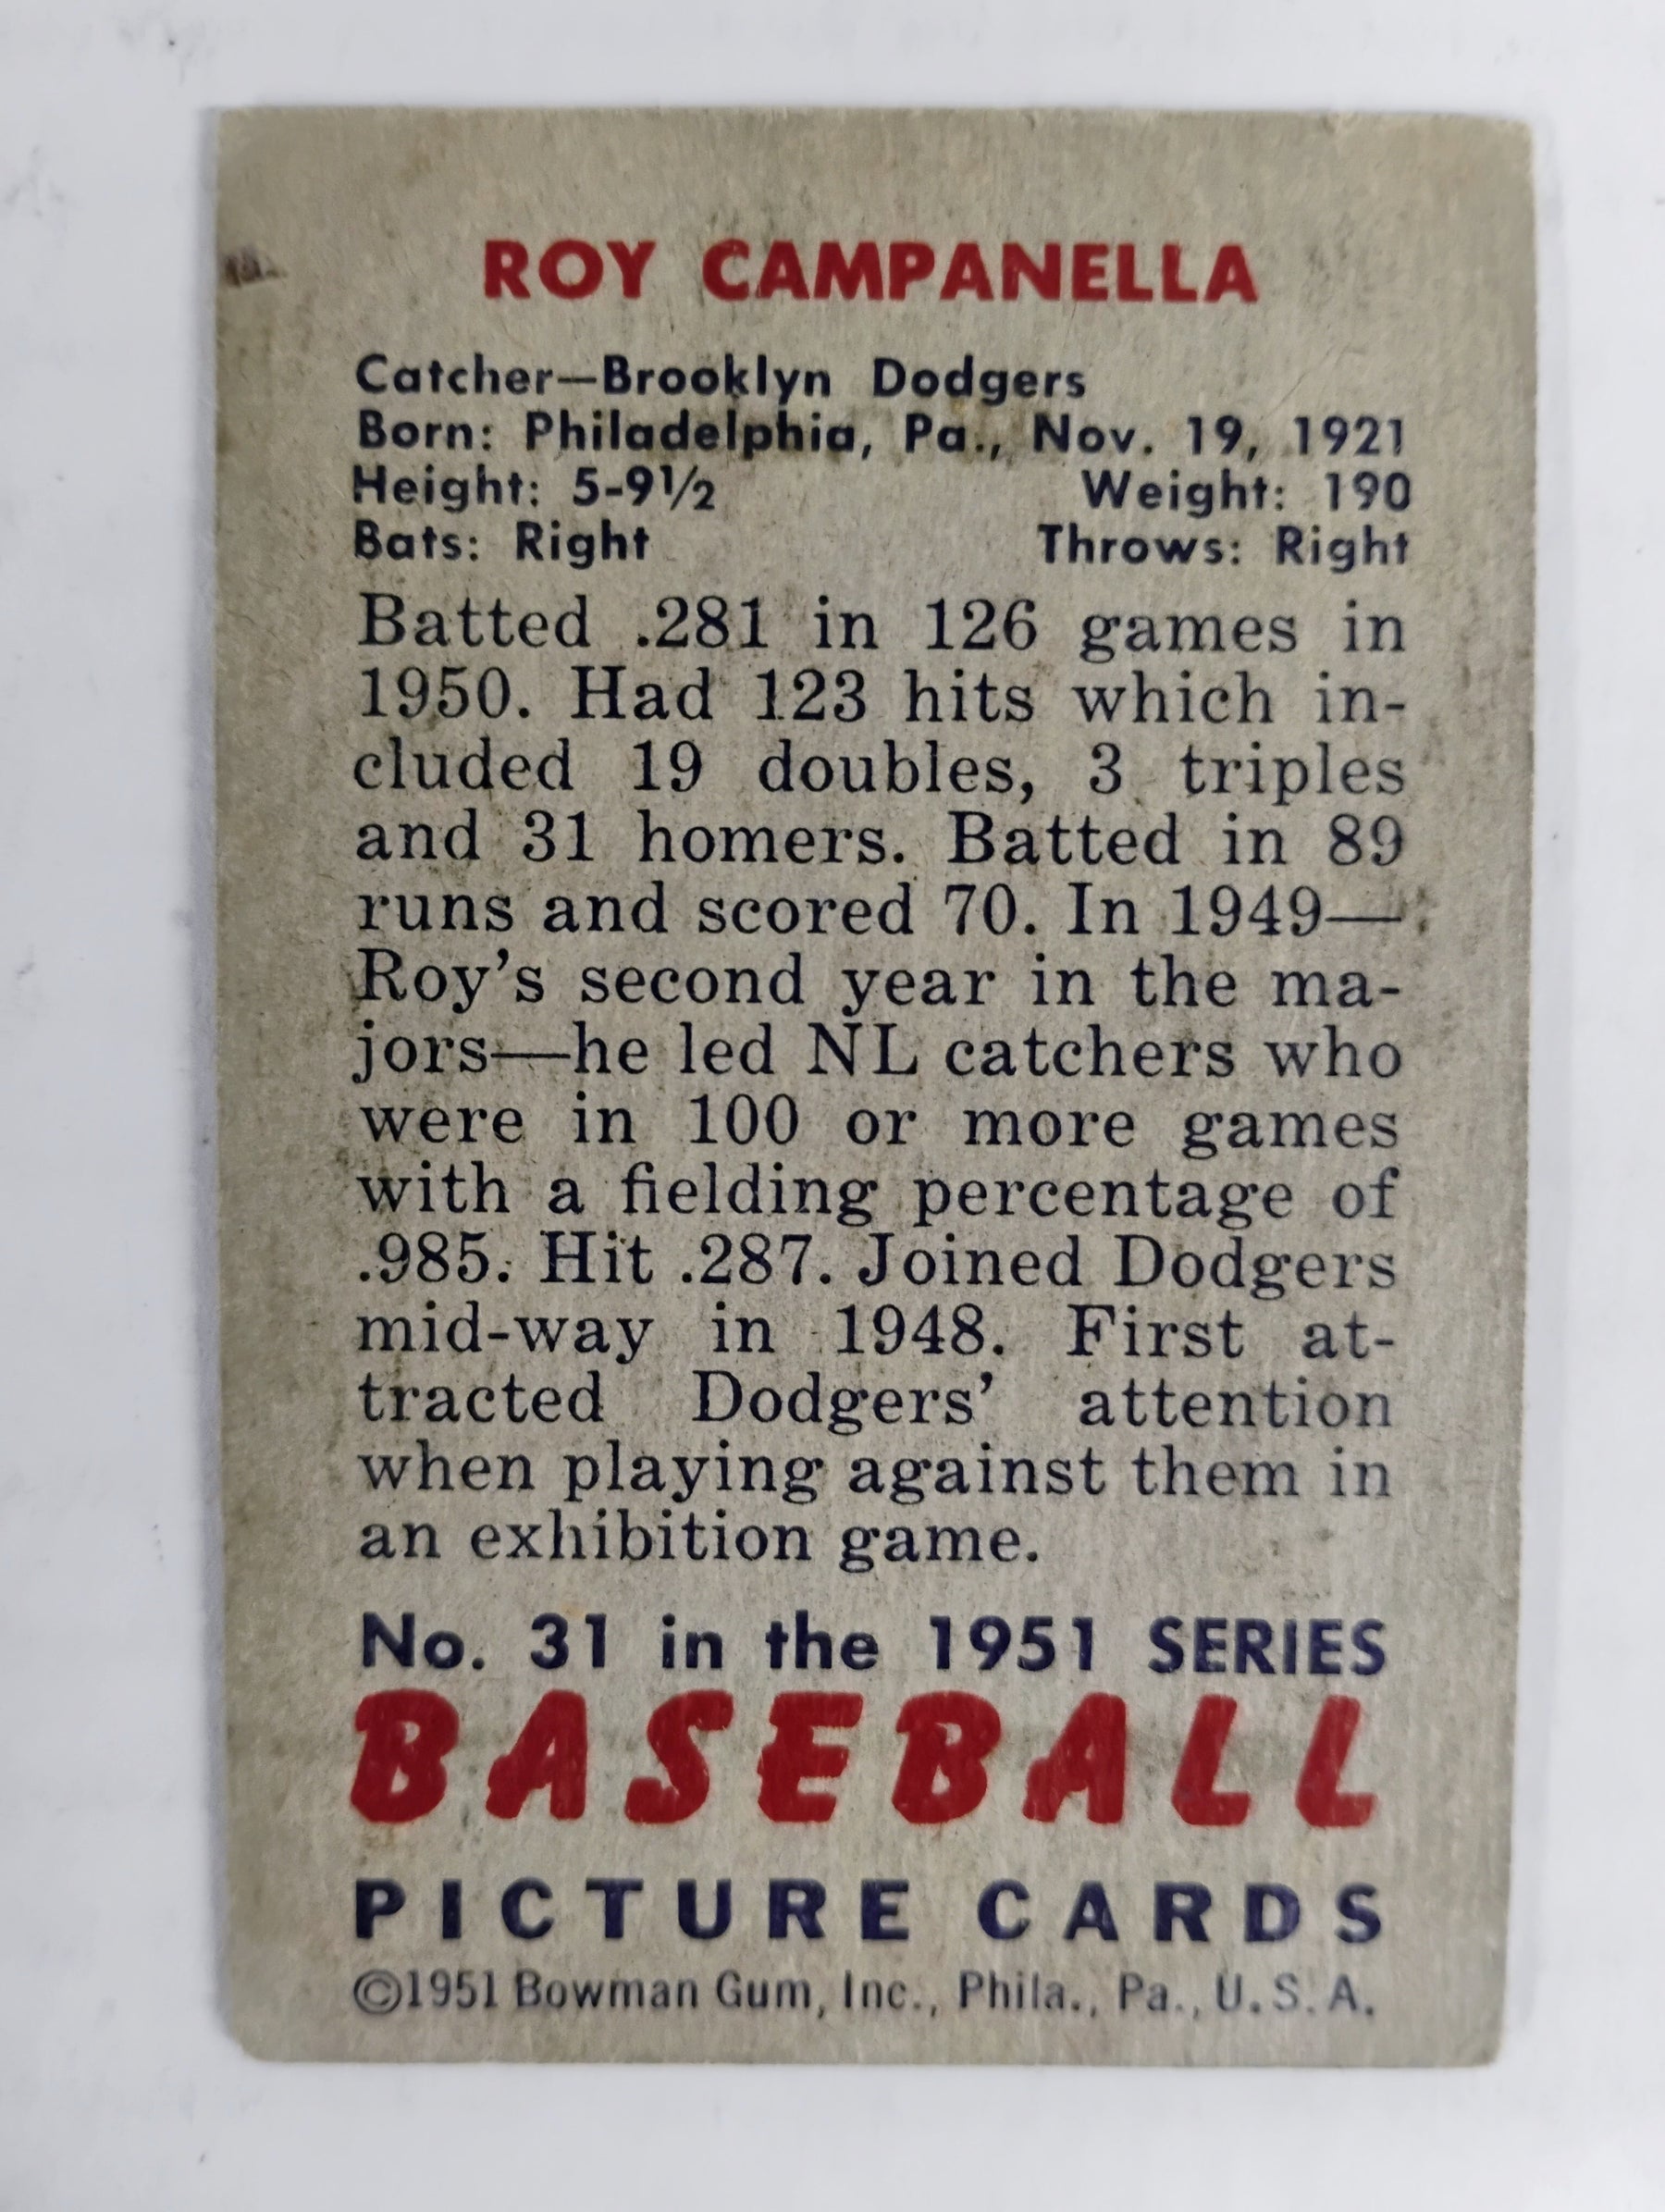 ROY CAMPANELLA
Catcher—Brooklyn Dodgers
Born: Philadelphia, Pa., Nov. 19, 1921
Height: 5-9½ Weight: 190
Bats: Right Throws: Right
Batted .281 in 126 games in
1950. Had 123 hits which in-
cluded 19 doubles, 3 triples
and 31 homers. Batted in 89
runs and scored 70. In 1949—
Roy's second year in the ma-
jors—he led NL catchers who
were in 100 or more games
with a fielding percentage of
.985. Hit .287. Joined Dodgers
mid-way in 1948. First at-
tracted Dodgers' attention
when playing against them in
an exhibition game.
No. 31 in the 1951 SERIES
BASEBALL
PICTURE CARDS
©1951 Bowman Gum, Inc., Phila., Pa., U.S.A.